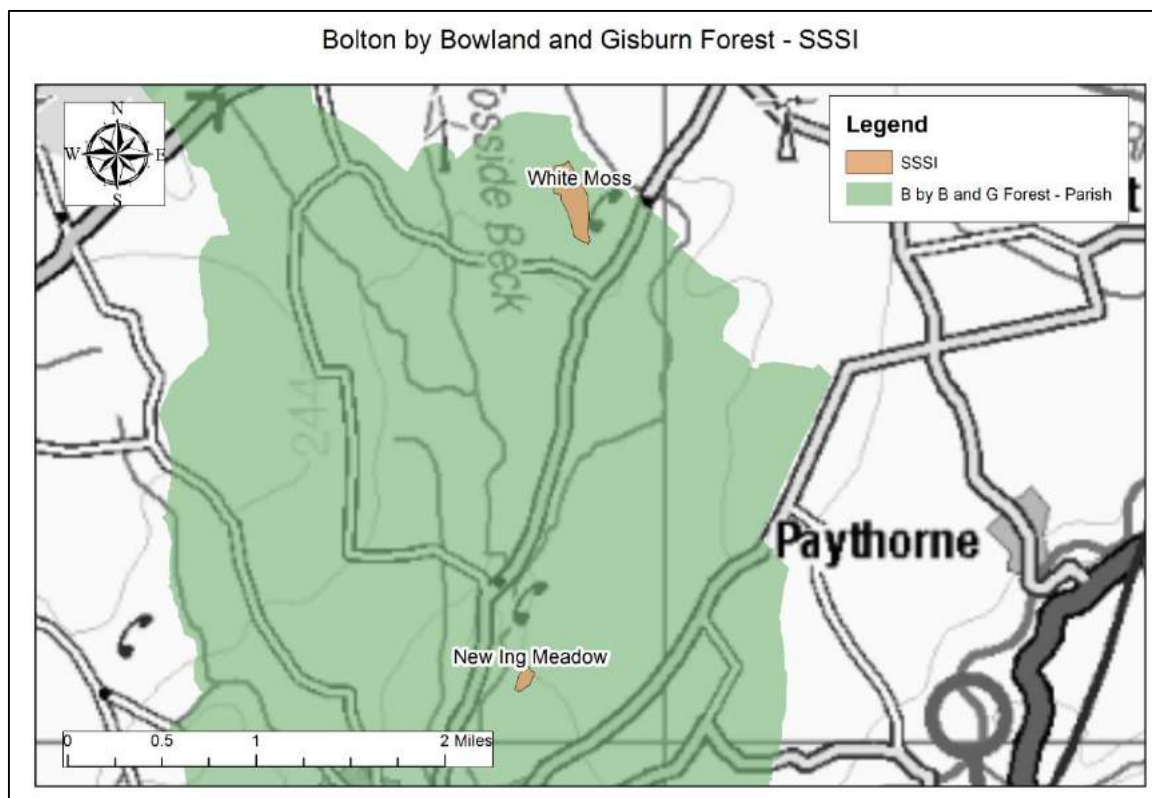 Bolton by Bowland and Gisburn Forest - SSSI
N
W E
S
Legend
SSSI
B by B and G Forest - Parish
White Moss
Tosside Beck
244
Paythorne
New Ing Meadow
0 0.5 1 2 Miles